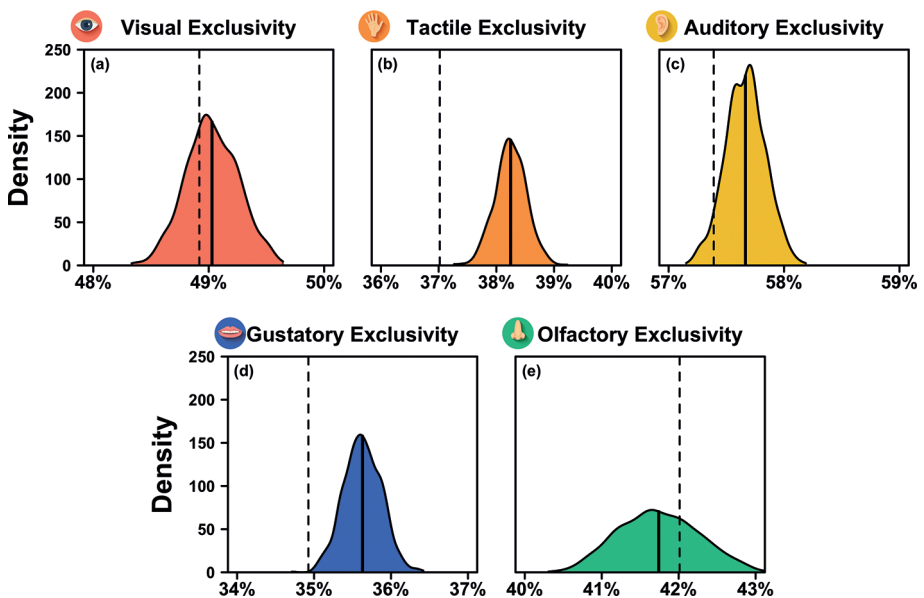 Visual Exclusivity
Tactile Exclusivity
Auditory Exclusivity
(a)
(b)
(c)
Density
250
200
150
100
50
0
48% 49% 50%
36% 37% 38% 39% 40%
57% 58% 59%
Gustatory Exclusivity
Olfactory Exclusivity
(d)
(e)
Density
250
200
150
100
50
0
34% 35% 36% 37%
40% 41% 42% 43%